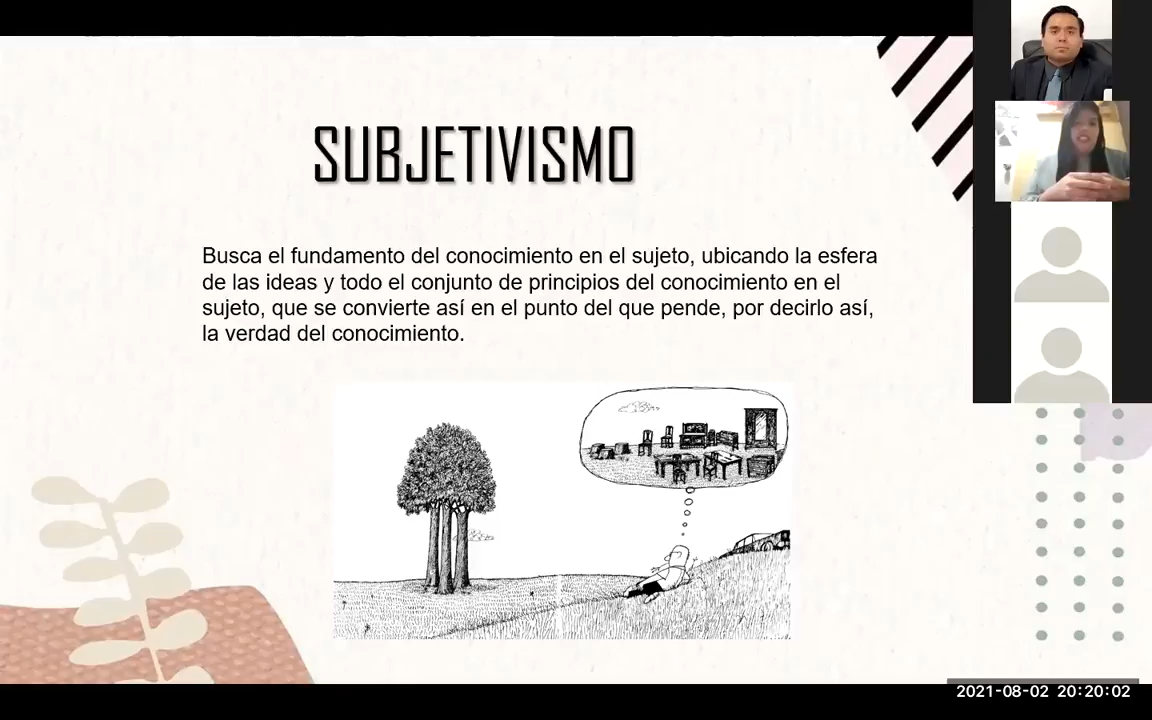 SUBJETIVISMO
Busca el fundamento del conocimiento en el sujeto, ubicando la esfera
de las ideas y todo el conjunto de principios del conocimiento en el
sujeto, que se convierte así en el punto del que pende, por decirlo así,
la verdad del conocimiento.
2021-08-02 20:20:02